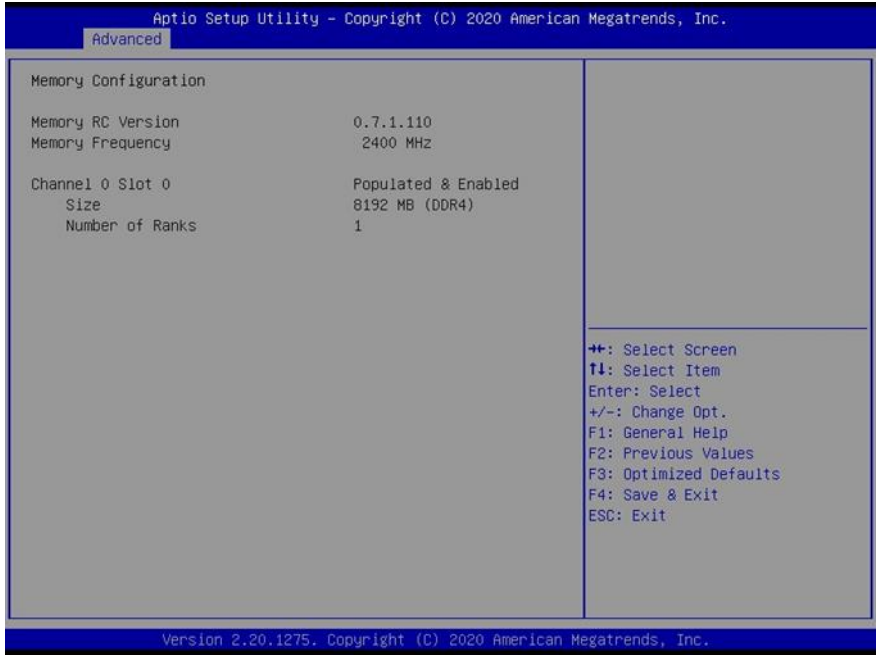 Aptio Setup Utility – Copyright (C) 2020 American Megatrends, Inc.
Advanced
Memory Configuration
Memory RC Version 0.7.1.110
Memory Frequency 2400 MHz
Channel 0 Slot 0 Populated & Enabled
Size 8192 MB (DDR4)
Number of Ranks 1
→←: Select Screen
↑↓: Select Item
Enter: Select
+/-: Change Opt.
F1: General Help
F2: Previous Values
F3: Optimized Defaults
F4: Save & Exit
ESC: Exit
Version 2.20.1275. Copyright (C) 2020 American Megatrends, Inc.